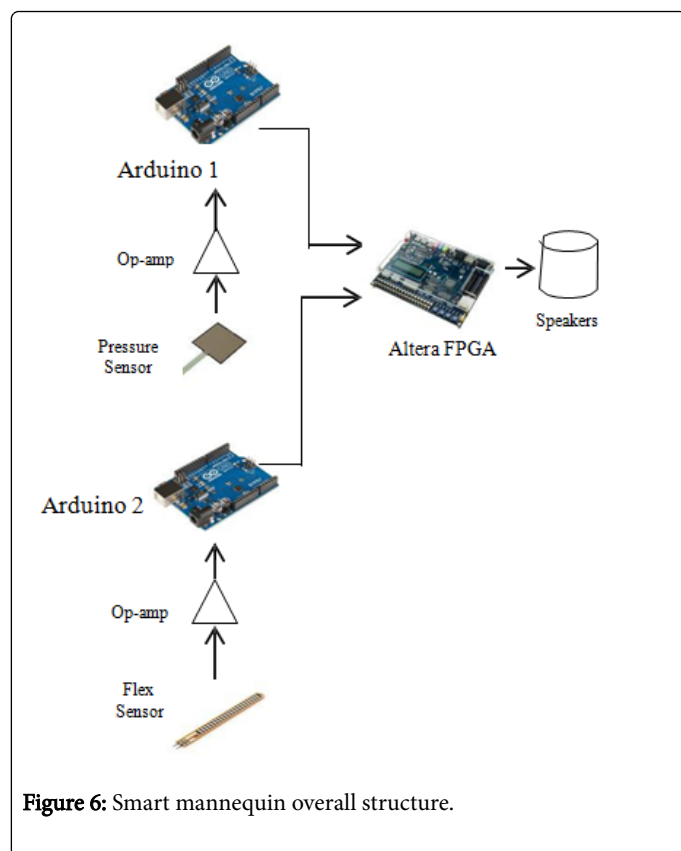 Arduino 1
Op-amp
Pressure
Sensor
Altera FPGA
Speakers
Arduino 2
Op-amp
Flex
Sensor
Figure 6: Smart mannequin overall structure.